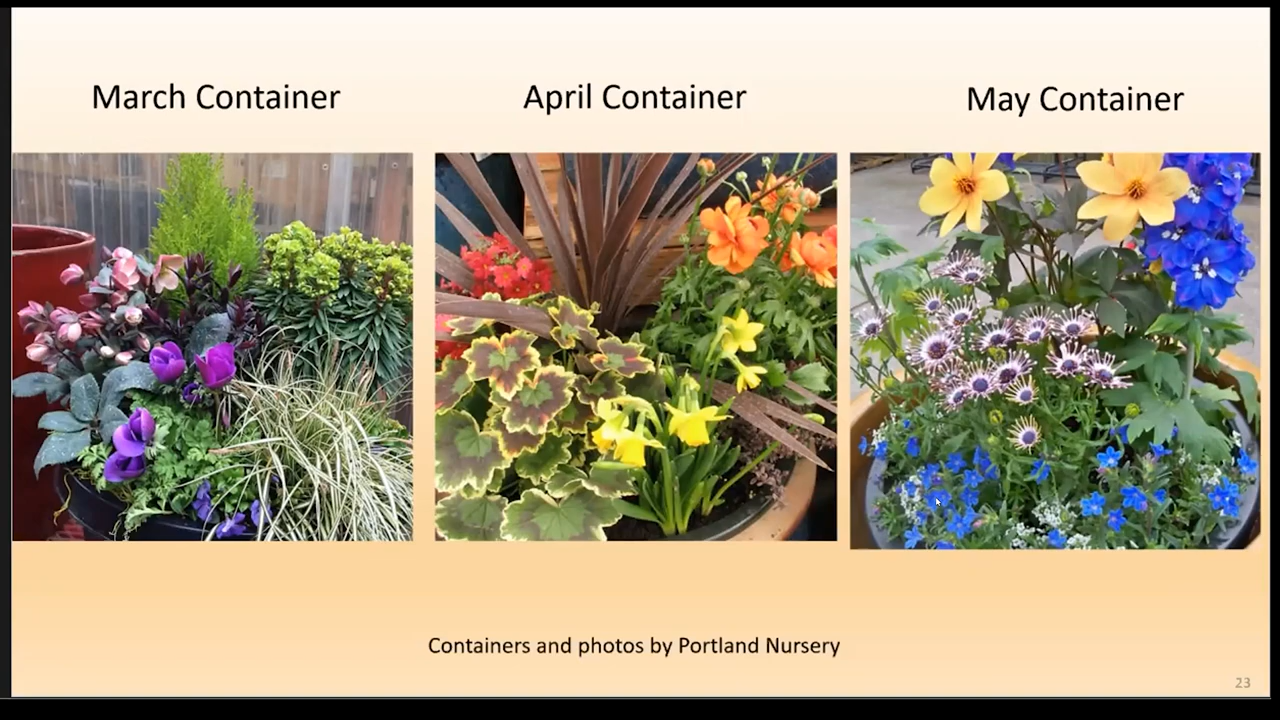 March Container
April Container
May Container
Containers and photos by Portland Nursery
23